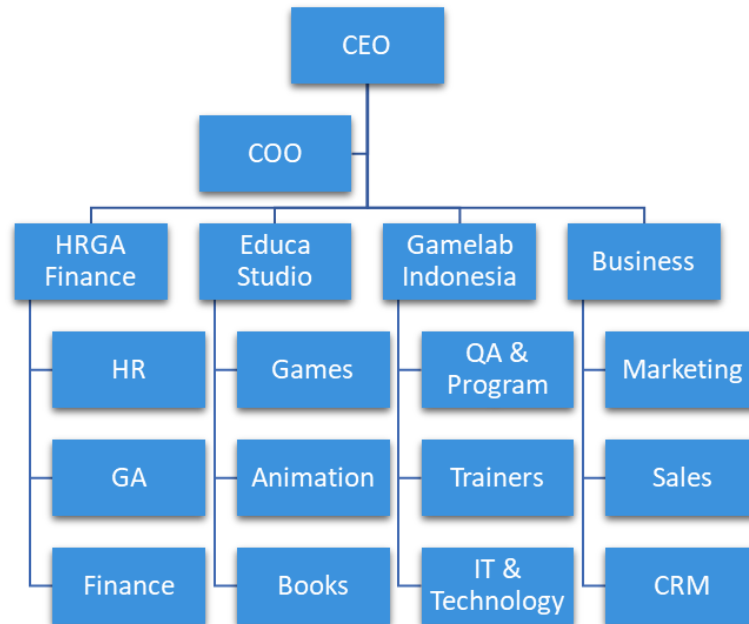 CEO
COO
HRGA
Finance
Educa
Studio
Gamelab
Indonesia
Business
HR
Games
QA &
Program
Marketing
GA
Animation
Trainers
Sales
Finance
Books
IT &
Technology
CRM